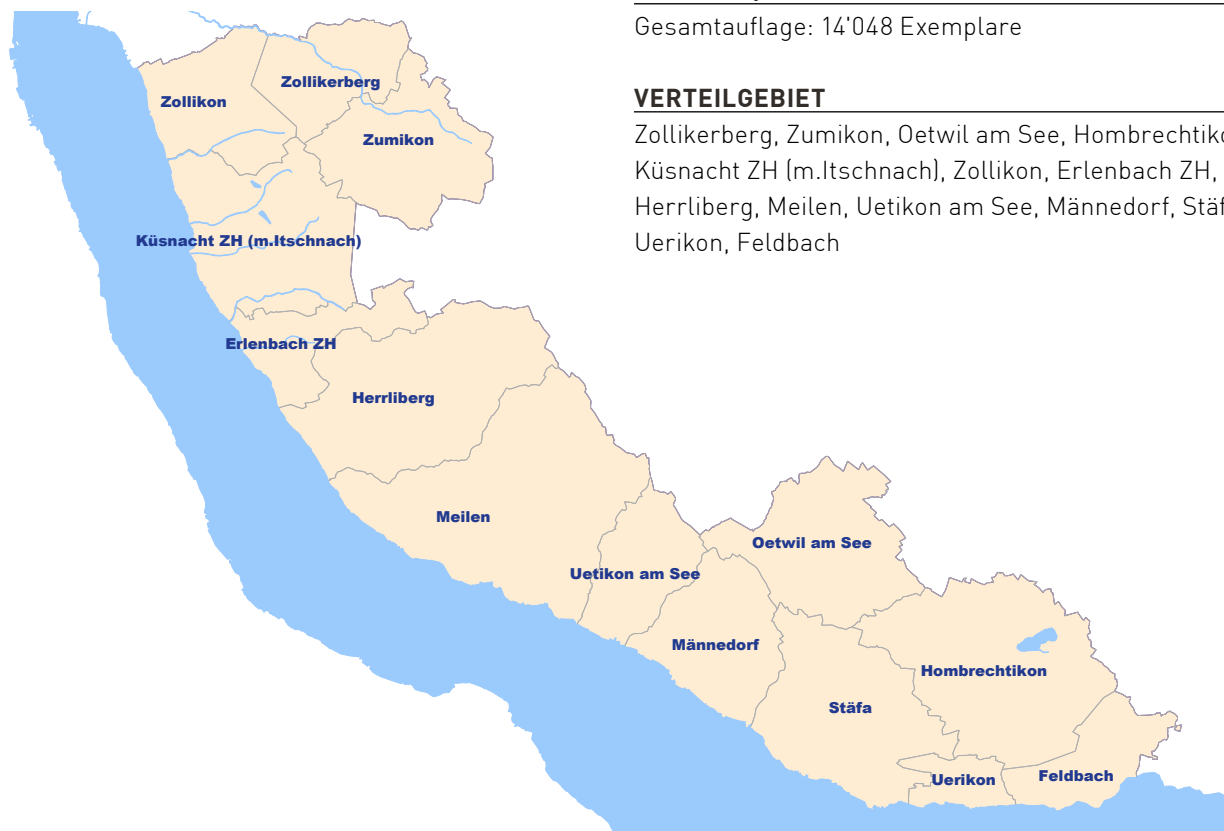 Gesamtauflage: 14'048 Exemplare
VERTEILGEBIET
Zollikerberg, Zumikon, Oetwil am See,
Küsnacht ZH (m.Itschnach), Zollikon, Erlenbach ZH,
Herrliberg, Meilen, Uetikon am See, Männedorf,
Uerikon, Feldbach
Zollikerberg
Zollikon
Zumikon
Küsnacht ZH (m.Itschnach)
Erlenbach ZH
Herrliberg
Meilen
Oetwil am See
Uetikon am See
Männedorf
Hombrechtikon
Stäfa
Uerikon
Feldbach